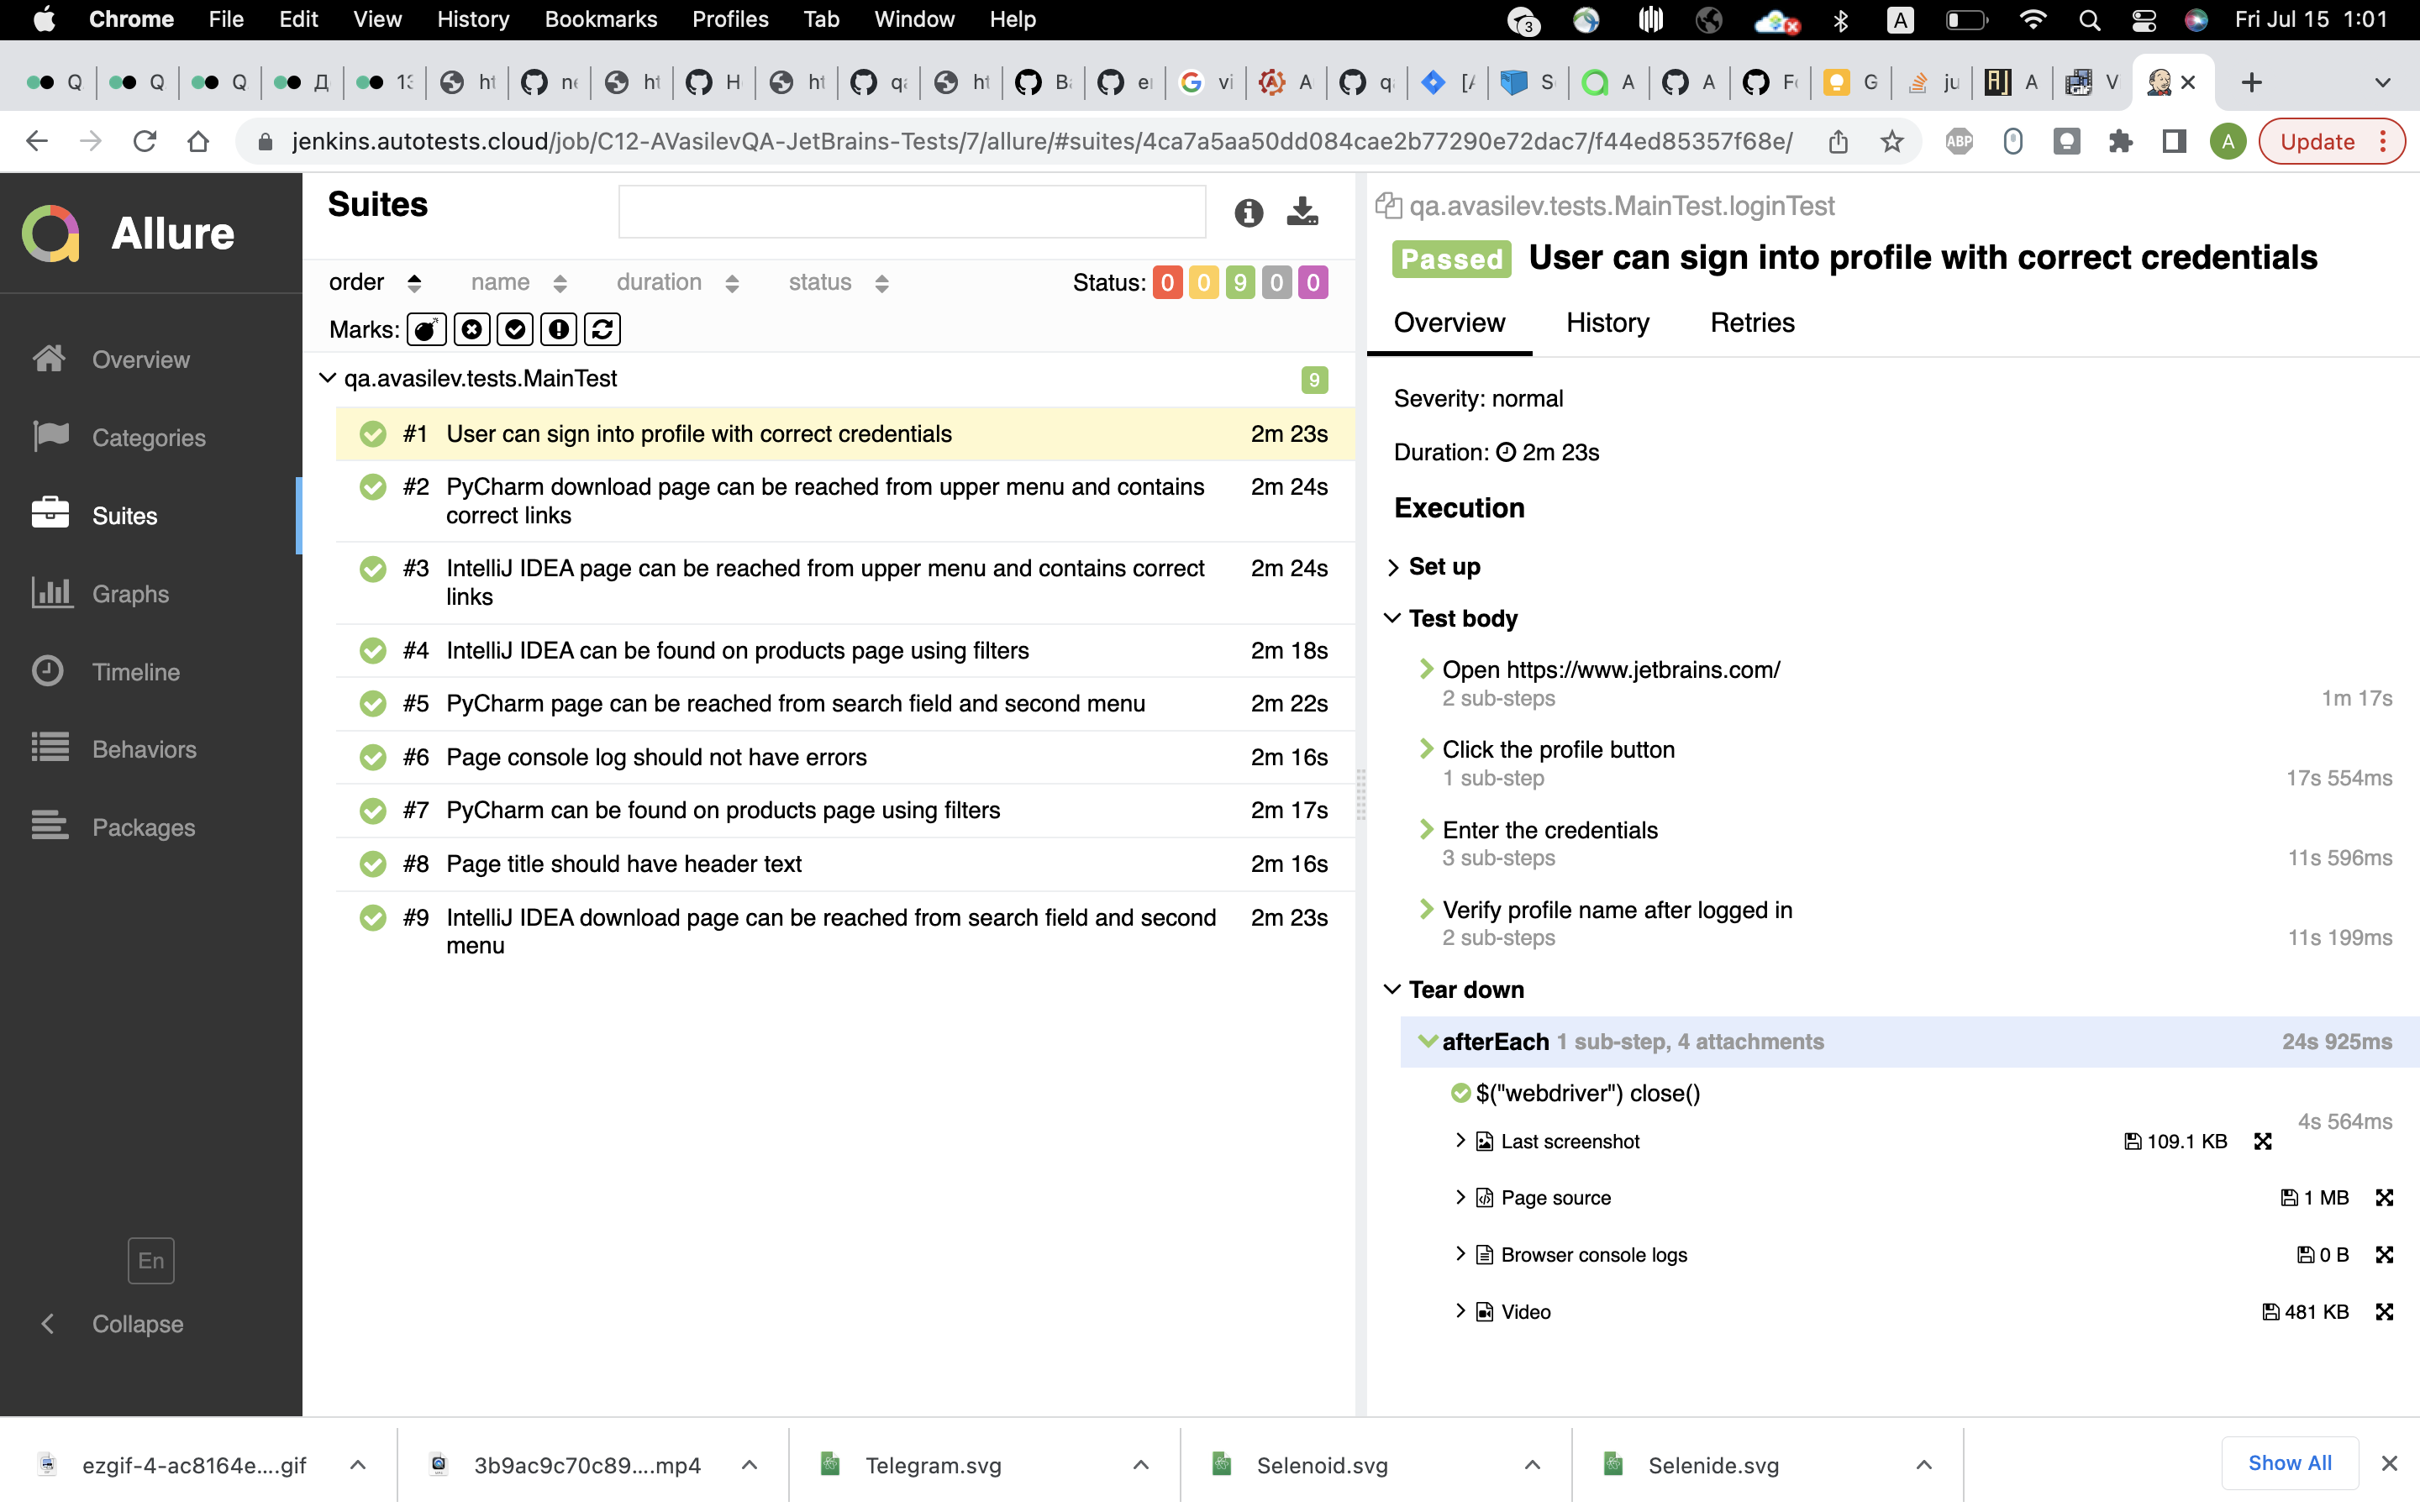 Chrome File Edit View History Bookmarks Profiles Tab Window Help 3 A Fri Jul 15 1:01
Q Q Q Д 13 ht ne ht H ht qa ht Ba er vi A q [A S A A Fo G ju A V
jenkins.autotests.cloud/job/C12-AVasilevQA-JetBrains-Tests/7/allure/#suites/4ca7a5aa50dd084cae2b77290e72dac7/f44ed85357f68e/ ABP A Update
Allure
Overview
Categories
Suites
Graphs
Timeline
Behaviors
Packages
En
Collapse
Suites
order name duration status Status: 0 0 9 0 0
Marks:
qa.avasilev.tests.MainTest 9
#1 User can sign into profile with correct credentials 2m 23s
#2 PyCharm download page can be reached from upper menu and contains 2m 24s
correct links
#3 IntelliJ IDEA page can be reached from upper menu and contains correct 2m 24s
links
#4 IntelliJ IDEA can be found on products page using filters 2m 18s
#5 PyCharm page can be reached from search field and second menu 2m 22s
#6 Page console log should not have errors 2m 16s
#7 PyCharm can be found on products page using filters 2m 17s
#8 Page title should have header text 2m 16s
#9 IntelliJ IDEA download page can be reached from search field and second 2m 23s
menu
qa.avasilev.tests.MainTest.loginTest
Passed User can sign into profile with correct credentials
Overview History Retries
Severity: normal
Duration: 2m 23s
Execution
Set up
Test body
Open https://www.jetbrains.com/
2 sub-steps 1m 17s
Click the profile button
1 sub-step 17s 554ms
Enter the credentials
3 sub-steps 11s 596ms
Verify profile name after logged in
2 sub-steps 11s 199ms
Tear down
afterEach 1 sub-step, 4 attachments 24s 925ms
$("webdriver") close()
4s 564ms
Last screenshot 109.1 KB
Page source 1 MB
Browser console logs 0 B
Video 481 KB
ezgif-4-ac8164e....gif 3b9ac9c70c89....mp4 Telegram.svg Selenoid.svg Selenide.svg Show All